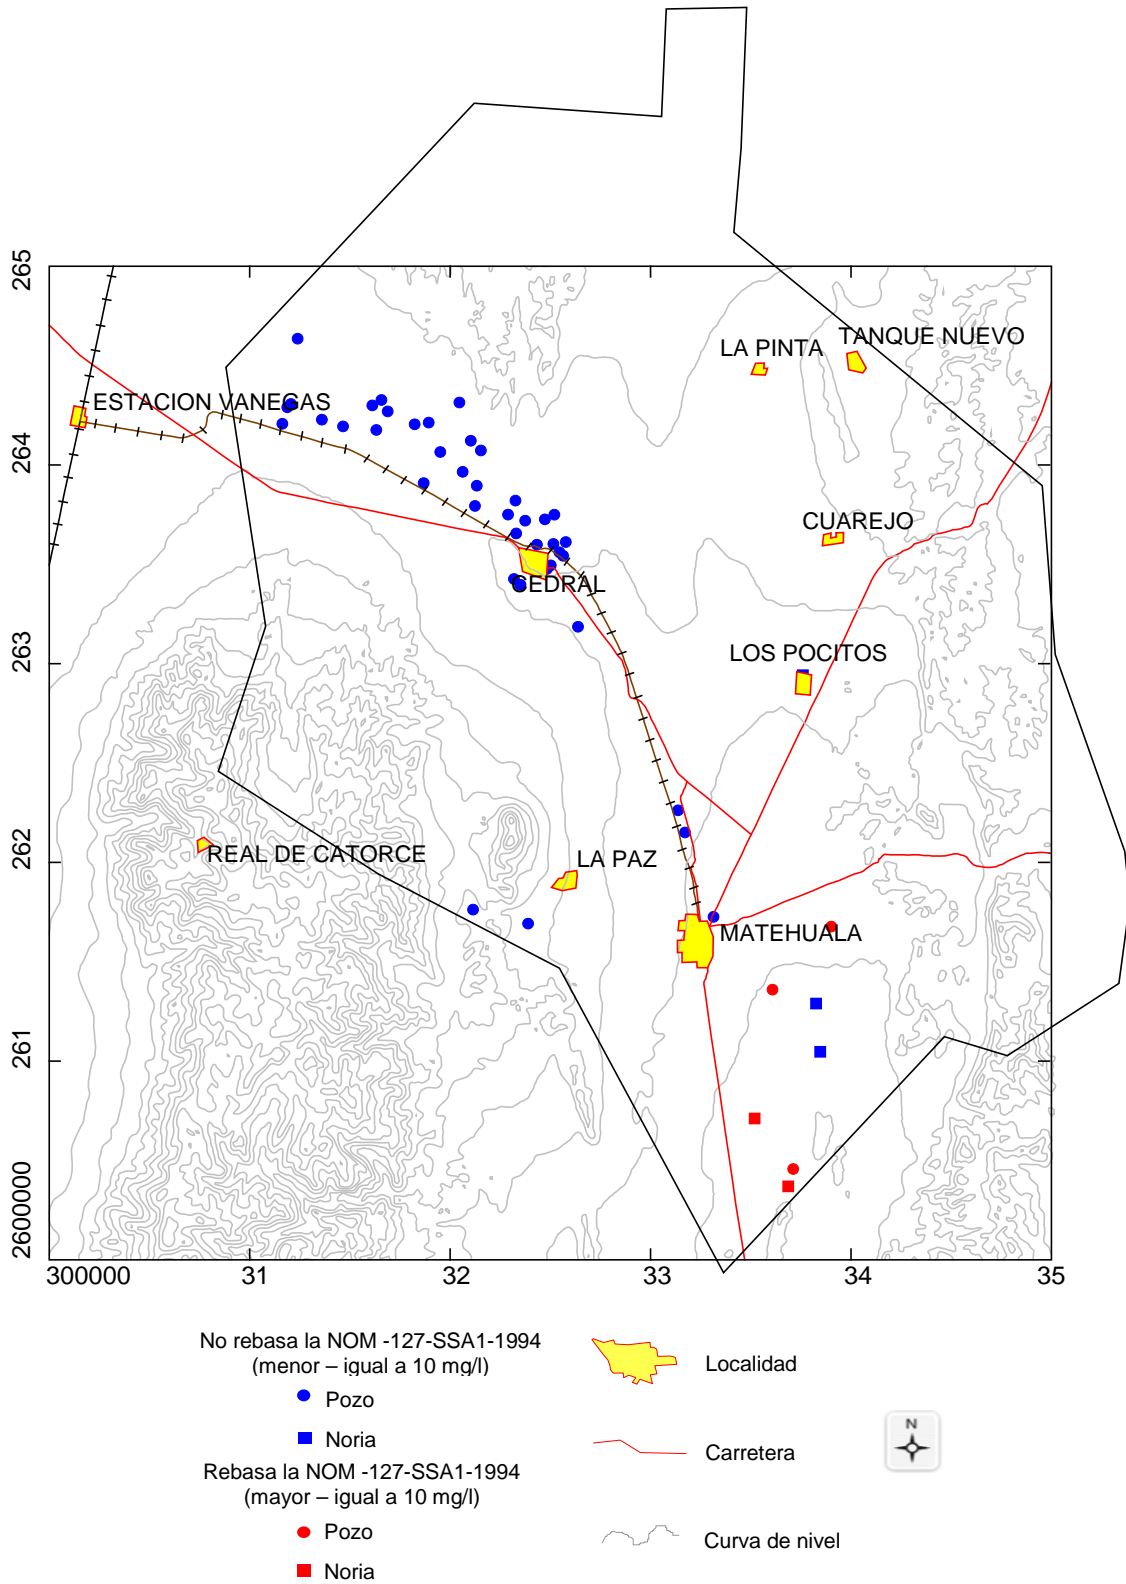 265
TANQUE NUEVO
LA PINTA
ESTACION VANEGAS
264
CUAREJO
CEDRAL
263
LOS POCITOS
262
REAL DE CATORCE
LA PAZ
MATEHUALA
261
2600000
300000
31
32
33
34
35
No rebasa la NOM -127-SSA1-1994
(menor – igual a 10 mg/l)
Pozo
Noria
Rebasa la NOM -127-SSA1-1994
(mayor – igual a 10 mg/l)
Pozo
Noria
Localidad
Carretera
Curva de nivel
N